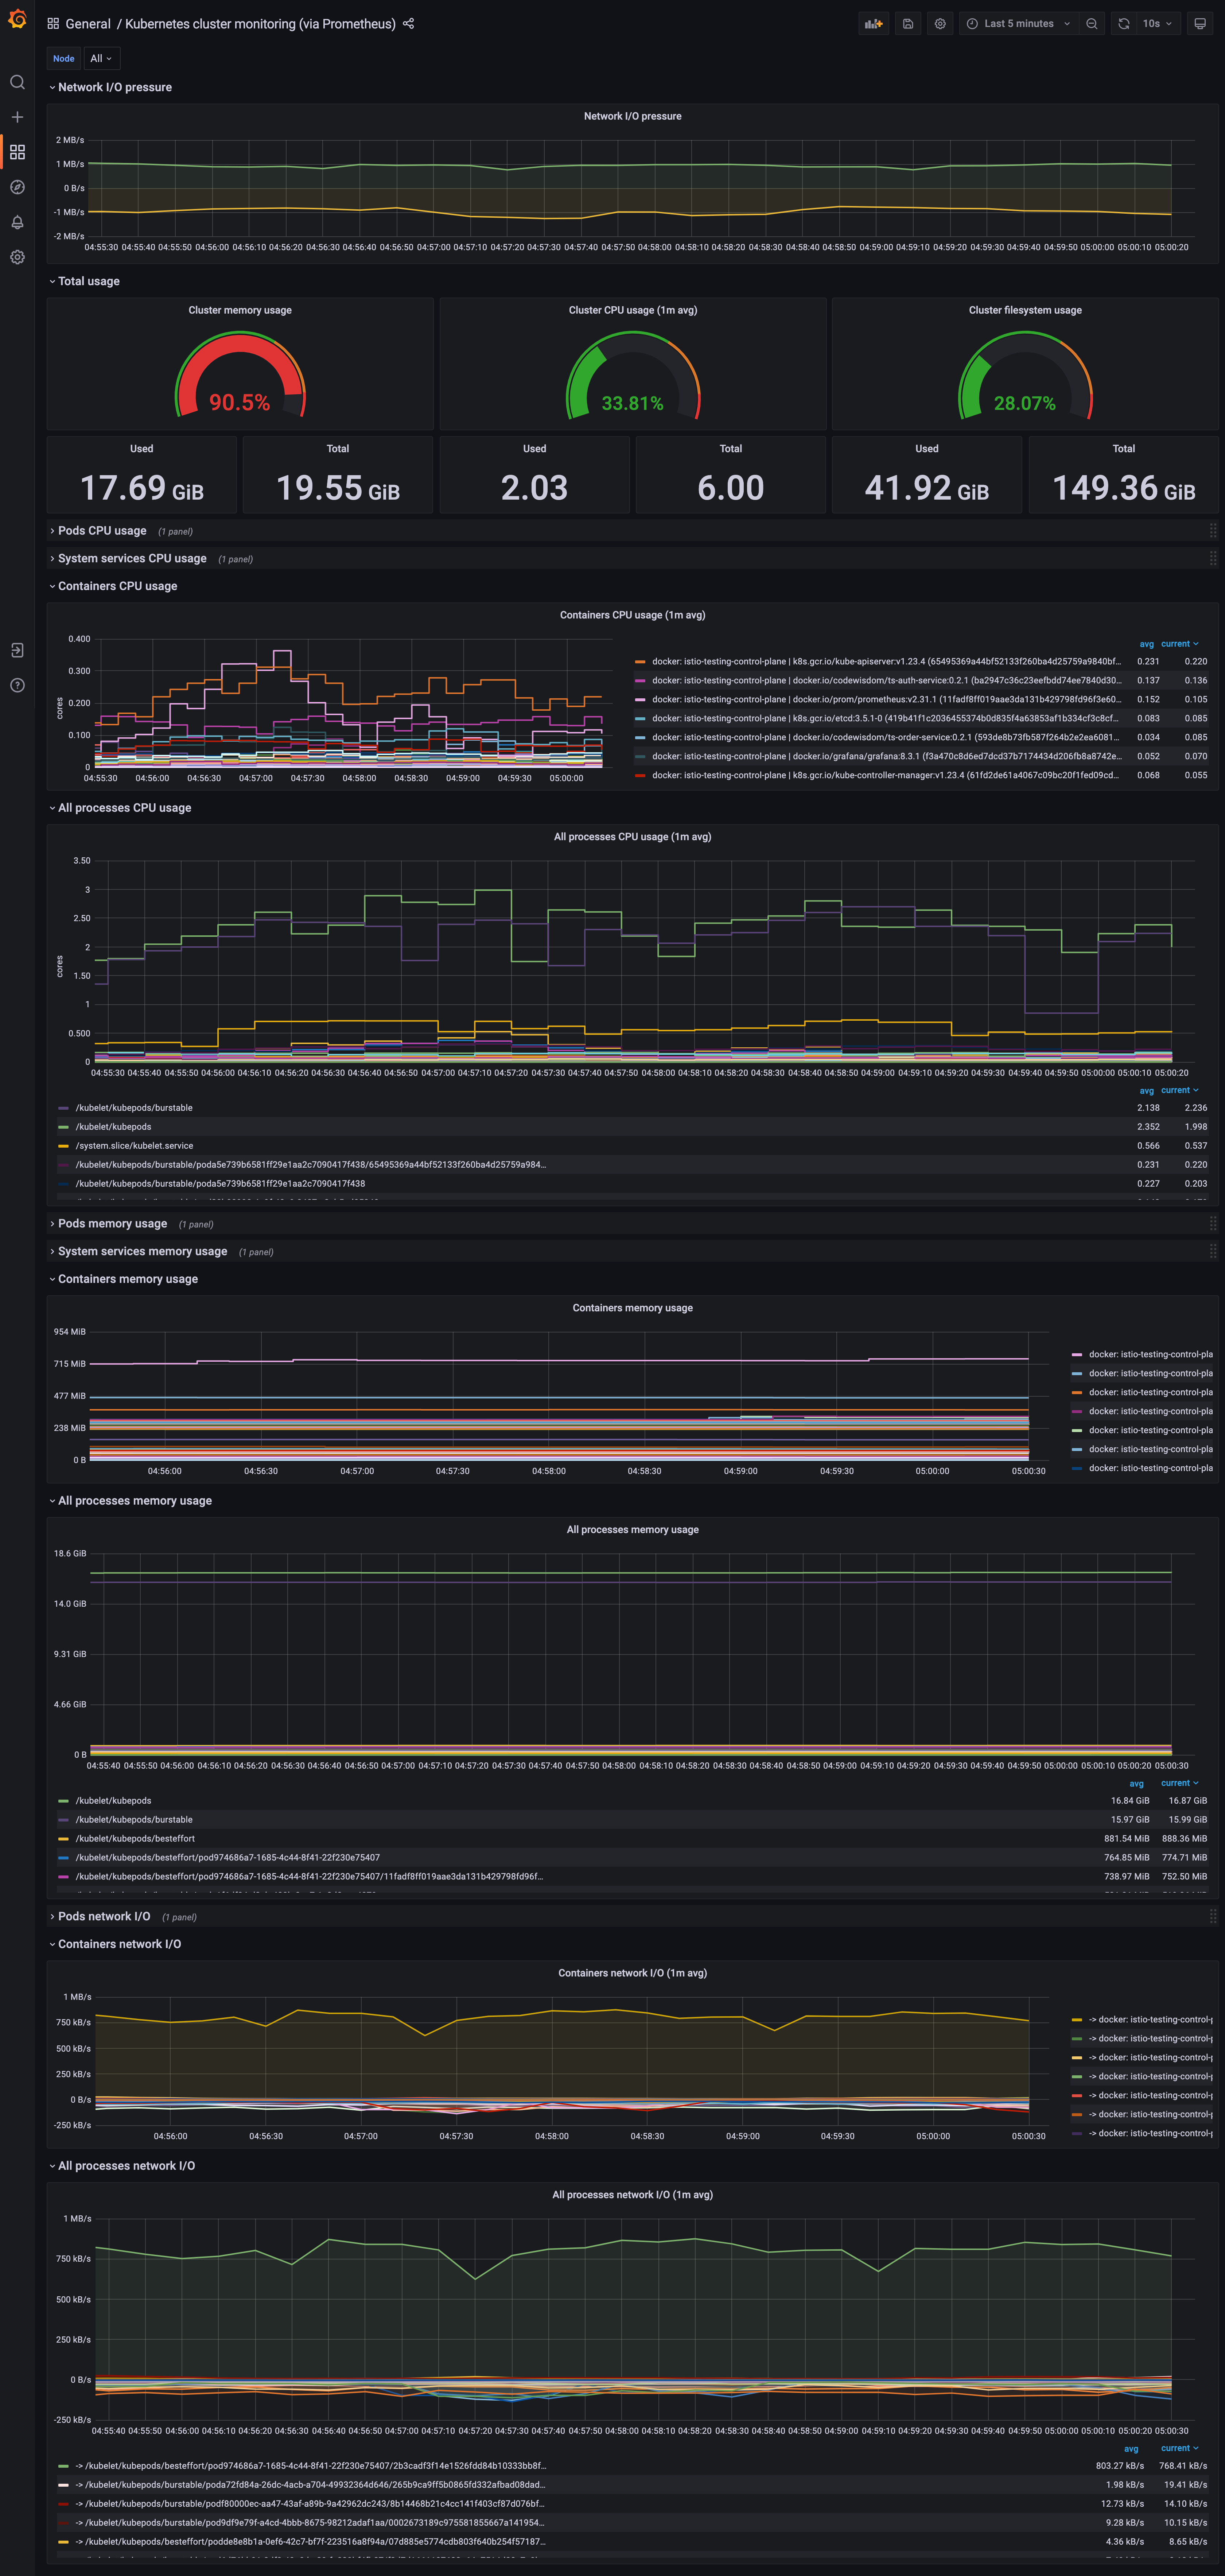 General / Kubernetes cluster monitoring (via Prometheus)
Last 5 minutes
10s
Node All
Network I/O pressure
Network I/O pressure
2 MB/s
1 MB/s
0 B/s
-1 MB/s
-2 MB/s
04:55:30 04:55:40 04:55:50 04:56:00 04:56:10 04:56:20 04:56:30 04:56:40 04:56:50 04:57:00 04:57:10 04:57:20 04:57:30 04:57:40 04:57:50 04:58:00 04:58:10 04:58:20 04:58:30 04:58:40 04:58:50 04:59:00 04:59:10 04:59:20 04:59:30 04:59:40 04:59:50 05:00:00 05:00:10 05:00:20
Total usage
Cluster memory usage
90.5%
Cluster CPU usage (1m avg)
33.81%
Cluster filesystem usage
28.07%
Used
17.69 GiB
Total
19.55 GiB
Used
2.03
Total
6.00
Used
41.92 GiB
Total
149.36 GiB
Pods CPU usage (1 panel)
System services CPU usage (1 panel)
Containers CPU usage
Containers CPU usage (1m avg)
cores
0.400
0.300
0.200
0.100
0
04:55:30 04:56:00 04:56:30 04:57:00 04:57:30 04:58:00 04:58:30 04:59:00 04:59:30 05:00:00
avg current
docker: istio-testing-control-plane | k8s.gcr.io/kube-apiserver:v1.23.4 (65495369a44bf52133f260ba4d25759a9840bf... 0.231 0.220
docker: istio-testing-control-plane | docker.io/codewisdom/ts-auth-service:0.2.1 (ba2947c36c23eefbdd74ee7840d30... 0.137 0.136
docker: istio-testing-control-plane | docker.io/prom/prometheus:v2.31.1 (11fadf8ff019aae3da131b429798fd96f3e60... 0.152 0.105
docker: istio-testing-control-plane | k8s.gcr.io/etcd:3.5.1-0 (419b41f1c2036455374b0d835f4a63853af1b334cf3c8cf... 0.083 0.085
docker: istio-testing-control-plane | docker.io/codewisdom/ts-order-service:0.2.1 (593de8b73fb587f264b2e2ea6081... 0.034 0.085
docker: istio-testing-control-plane | docker.io/grafana/grafana:8.3.1 (f3a470c8d6ed7dcd37b7174434d206fb8a8742e... 0.052 0.070
docker: istio-testing-control-plane | k8s.gcr.io/kube-controller-manager:v1.23.4 (61fd2de61a4067c09bc20f1fed09cd... 0.068 0.055
All processes CPU usage
All processes CPU usage (1m avg)
cores
3.50
3
2.50
2
1.50
1
0.500
0
04:55:30 04:55:40 04:55:50 04:56:00 04:56:10 04:56:20 04:56:30 04:56:40 04:56:50 04:57:00 04:57:10 04:57:20 04:57:30 04:57:40 04:57:50 04:58:00 04:58:10 04:58:20 04:58:30 04:58:40 04:58:50 04:59:00 04:59:10 04:59:20 04:59:30 04:59:40 04:59:50 05:00:00 05:00:10 05:00:20
avg current
/kubelet/kubepods/burstable 2.138 2.236
/kubelet/kubepods 2.352 1.998
/system.slice/kubelet.service 0.566 0.537
/kubelet/kubepods/burstable/poda5e739b6581ff29e1aa2c7090417f438/65495369a44bf52133f260ba4d25759a984... 0.231 0.220
/kubelet/kubepods/burstable/poda5e739b6581ff29e1aa2c7090417f438 0.227 0.203
Pods memory usage (1 panel)
System services memory usage (1 panel)
Containers memory usage
Containers memory usage
954 MiB
715 MiB
477 MiB
238 MiB
0 B
04:56:00 04:56:30 04:57:00 04:57:30 04:58:00 04:58:30 04:59:00 04:59:30 05:00:00 05:00:30
docker: istio-testing-control-pla
docker: istio-testing-control-pla
docker: istio-testing-control-pla
docker: istio-testing-control-pla
docker: istio-testing-control-pla
docker: istio-testing-control-pla
docker: istio-testing-control-pla
All processes memory usage
All processes memory usage
18.6 GiB
14.0 GiB
9.31 GiB
4.66 GiB
0 B
04:55:40 04:55:50 04:56:00 04:56:10 04:56:20 04:56:30 04:56:40 04:56:50 04:57:00 04:57:10 04:57:20 04:57:30 04:57:40 04:57:50 04:58:00 04:58:10 04:58:20 04:58:30 04:58:40 04:58:50 04:59:00 04:59:10 04:59:20 04:59:30 04:59:40 04:59:50 05:00:00 05:00:10 05:00:20 05:00:30
avg current
/kubelet/kubepods 16.84 GiB 16.87 GiB
/kubelet/kubepods/burstable 15.97 GiB 15.99 GiB
/kubelet/kubepods/besteffort 881.54 MiB 888.36 MiB
/kubelet/kubepods/besteffort/pod974686a7-1685-4c44-8f41-22f230e75407 764.85 MiB 774.71 MiB
/kubelet/kubepods/besteffort/pod974686a7-1685-4c44-8f41-22f230e75407/11fadf8ff019aae3da131b429798fd96f... 738.97 MiB 752.50 MiB
Pods network I/O (1 panel)
Containers network I/O
Containers network I/O (1m avg)
1 MB/s
750 kB/s
500 kB/s
250 kB/s
0 B/s
-250 kB/s
04:56:00 04:56:30 04:57:00 04:57:30 04:58:00 04:58:30 04:59:00 04:59:30 05:00:00 05:00:30
-> docker: istio-testing-control-p
-> docker: istio-testing-control-p
-> docker: istio-testing-control-p
-> docker: istio-testing-control-p
-> docker: istio-testing-control-p
-> docker: istio-testing-control-p
-> docker: istio-testing-control-p
All processes network I/O
All processes network I/O (1m avg)
1 MB/s
750 kB/s
500 kB/s
250 kB/s
0 B/s
-250 kB/s
04:55:40 04:55:50 04:56:00 04:56:10 04:56:20 04:56:30 04:56:40 04:56:50 04:57:00 04:57:10 04:57:20 04:57:30 04:57:40 04:57:50 04:58:00 04:58:10 04:58:20 04:58:30 04:58:40 04:58:50 04:59:00 04:59:10 04:59:20 04:59:30 04:59:40 04:59:50 05:00:00 05:00:10 05:00:20 05:00:30
avg current
-> /kubelet/kubepods/besteffort/pod974686a7-1685-4c44-8f41-22f230e75407/2b3cadf3f14e1526fdd84b10333bb8f... 803.27 kB/s 768.41 kB/s
-> /kubelet/kubepods/burstable/poda72fd84a-26dc-4acb-a704-49932364d646/265b9ca9ff5b0865fd332afbad08dad... 1.98 kB/s 19.41 kB/s
-> /kubelet/kubepods/burstable/podf80000ec-aa47-43af-a89b-9a42962dc243/8b14468b21c4cc141f403cf87d076bf... 12.73 kB/s 14.10 kB/s
-> /kubelet/kubepods/burstable/pod9df9e79f-a4cd-4bbb-8675-98212adaf1aa/0002673189c975581855667a141954... 9.28 kB/s 10.15 kB/s
-> /kubelet/kubepods/besteffort/podde8e8b1a-0ef6-42c7-bf7f-223516a8f94a/07d885e5774cdb803f640b254f57187... 4.36 kB/s 8.65 kB/s